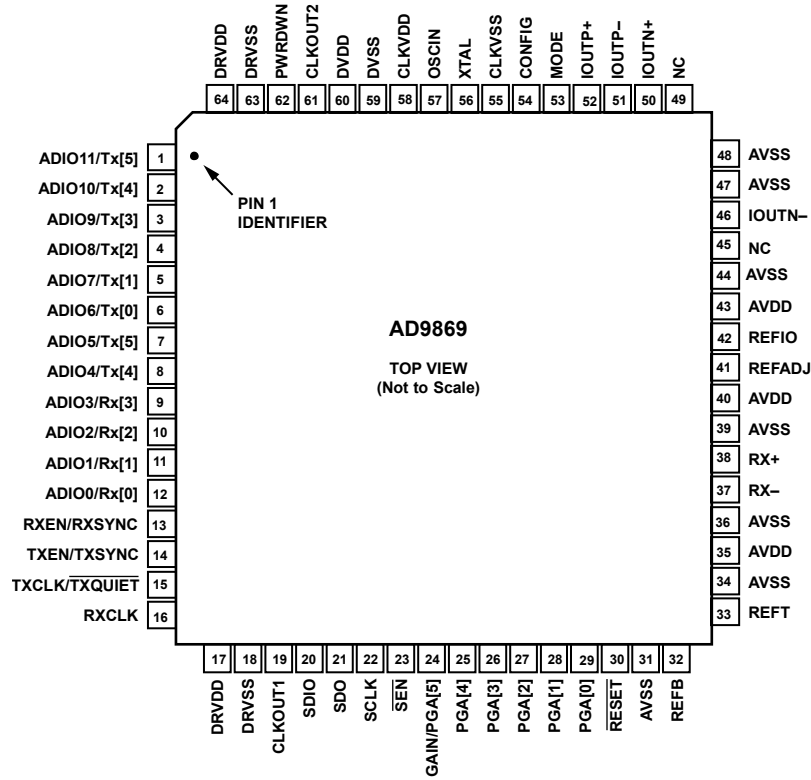 DRVDD
DRVSS
PWRDWN
CLKOUT2
DVDD
DVSS
CLKVDD
OSCIN
XTAL
CLKVSS
CONFIG
MODE
IOUTP+
IOUTP–
IOUTN+
NC
64 63 62 61 60 59 58 57 56 55 54 53 52 51 50 49
ADIO11/Tx[5] 1
ADIO10/Tx[4] 2
ADIO9/Tx[3] 3
ADIO8/Tx[2] 4
ADIO7/Tx[1] 5
ADIO6/Tx[0] 6
ADIO5/Tx[5] 7
ADIO4/Tx[4] 8
ADIO3/Rx[3] 9
ADIO2/Rx[2] 10
ADIO1/Rx[1] 11
ADIO0/Rx[0] 12
RXEN/RXSYNC 13
TXEN/TXSYNC 14
TXCLK/TXQUIET 15
RXCLK 16
PIN 1
IDENTIFIER
AD9869
TOP VIEW
(Not to Scale)
48 AVSS
47 AVSS
46 IOUTN–
45 NC
44 AVSS
43 AVDD
42 REFIO
41 REFADJ
40 AVDD
39 AVSS
38 RX+
37 RX–
36 AVSS
35 AVDD
34 AVSS
33 REFT
17 18 19 20 21 22 23 24 25 26 27 28 29 30 31 32
DRVDD
DRVSS
CLKOUT1
SDIO
SDO
SCLK
SEN
GAIN/PGA[5]
PGA[4]
PGA[3]
PGA[2]
PGA[1]
PGA[0]
RESET
AVSS
REFB